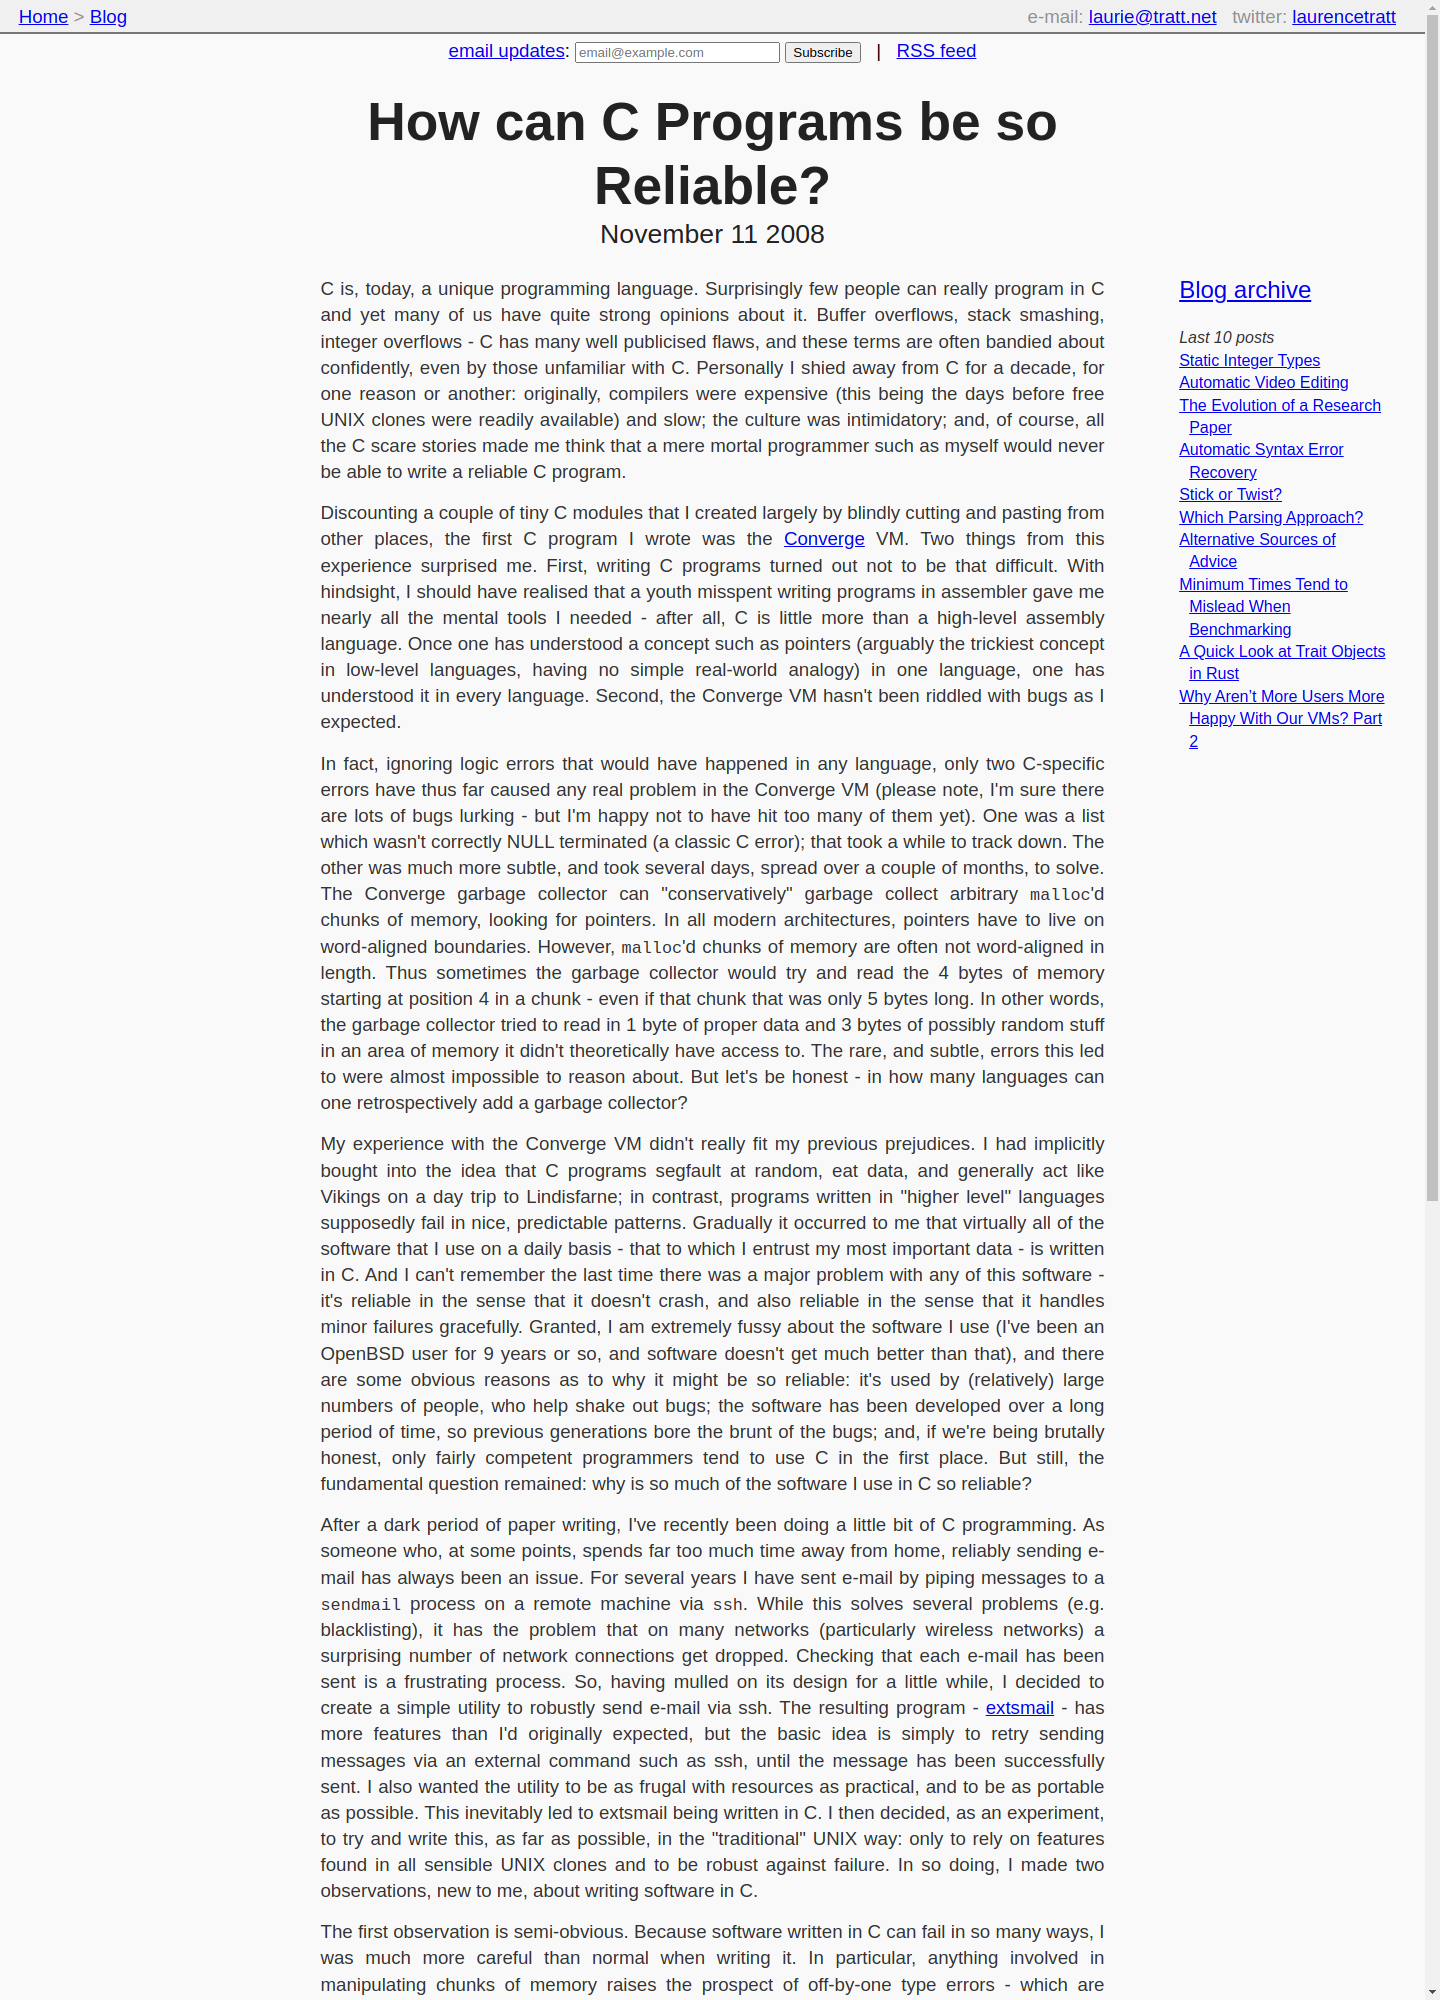 Home > Blog
e-mail: laurie@tratt.net twitter: laurencetratt
email updates: email@example.com Subscribe | RSS feed
How can C Programs be so
Reliable?
November 11 2008
C is, today, a unique programming language. Surprisingly few people can really program in C
and yet many of us have quite strong opinions about it. Buffer overflows, stack smashing,
integer overflows - C has many well publicised flaws, and these terms are often bandied about
confidently, even by those unfamiliar with C. Personally I shied away from C for a decade, for
one reason or another: originally, compilers were expensive (this being the days before free
UNIX clones were readily available) and slow; the culture was intimidatory; and, of course, all
the C scare stories made me think that a mere mortal programmer such as myself would never
be able to write a reliable C program.
Discounting a couple of tiny C modules that I created largely by blindly cutting and pasting from
other places, the first C program I wrote was the Converge VM. Two things from this
experience surprised me. First, writing C programs turned out not to be that difficult. With
hindsight, I should have realised that a youth misspent writing programs in assembler gave me
nearly all the mental tools I needed - after all, C is little more than a high-level assembly
language. Once one has understood a concept such as pointers (arguably the trickiest concept
in low-level languages, having no simple real-world analogy) in one language, one has
understood it in every language. Second, the Converge VM hasn't been riddled with bugs as I
expected.
In fact, ignoring logic errors that would have happened in any language, only two C-specific
errors have thus far caused any real problem in the Converge VM (please note, I'm sure there
are lots of bugs lurking - but I'm happy not to have hit too many of them yet). One was a list
which wasn't correctly NULL terminated (a classic C error); that took a while to track down. The
other was much more subtle, and took several days, spread over a couple of months, to solve.
The Converge garbage collector can "conservatively" garbage collect arbitrary malloc'd
chunks of memory, looking for pointers. In all modern architectures, pointers have to live on
word-aligned boundaries. However, malloc'd chunks of memory are often not word-aligned in
length. Thus sometimes the garbage collector would try and read the 4 bytes of memory
starting at position 4 in a chunk - even if that chunk that was only 5 bytes long. In other words,
the garbage collector tried to read in 1 byte of proper data and 3 bytes of possibly random stuff
in an area of memory it didn't theoretically have access to. The rare, and subtle, errors this led
to were almost impossible to reason about. But let's be honest - in how many languages can
one retrospectively add a garbage collector?
My experience with the Converge VM didn't really fit my previous prejudices. I had implicitly
bought into the idea that C programs segfault at random, eat data, and generally act like
Vikings on a day trip to Lindisfarne; in contrast, programs written in "higher level" languages
supposedly fail in nice, predictable patterns. Gradually it occurred to me that virtually all of the
software that I use on a daily basis - that to which I entrust my most important data - is written
in C. And I can't remember the last time there was a major problem with any of this software -
it's reliable in the sense that it doesn't crash, and also reliable in the sense that it handles
minor failures gracefully. Granted, I am extremely fussy about the software I use (I've been an
OpenBSD user for 9 years or so, and software doesn't get much better than that), and there
are some obvious reasons as to why it might be so reliable: it's used by (relatively) large
numbers of people, who help shake out bugs; the software has been developed over a long
period of time, so previous generations bore the brunt of the bugs; and, if we're being brutally
honest, only fairly competent programmers tend to use C in the first place. But still, the
fundamental question remained: why is so much of the software I use in C so reliable?
After a dark period of paper writing, I've recently been doing a little bit of C programming. As
someone who, at some points, spends far too much time away from home, reliably sending e-
mail has always been an issue. For several years I have sent e-mail by piping messages to a
sendmail process on a remote machine via ssh. While this solves several problems (e.g.
blacklisting), it has the problem that on many networks (particularly wireless networks) a
surprising number of network connections get dropped. Checking that each e-mail has been
sent is a frustrating process. So, having mulled on its design for a little while, I decided to
create a simple utility to robustly send e-mail via ssh. The resulting program - extsmail - has
more features than I'd originally expected, but the basic idea is simply to retry sending
messages via an external command such as ssh, until the message has been successfully
sent. I also wanted the utility to be as frugal with resources as practical, and to be as portable
as possible. This inevitably led to extsmail being written in C. I then decided, as an experiment,
to try and write this, as far as possible, in the "traditional" UNIX way: only to rely on features
found in all sensible UNIX clones and to be robust against failure. In so doing, I made two
observations, new to me, about writing software in C.
The first observation is semi-obvious. Because software written in C can fail in so many ways, I
was much more careful than normal when writing it. In particular, anything involved in
manipulating chunks of memory raises the prospect of off-by-one type errors - which are
Blog archive
Last 10 posts
Static Integer Types
Automatic Video Editing
The Evolution of a Research
Paper
Automatic Syntax Error
Recovery
Stick or Twist?
Which Parsing Approach?
Alternative Sources of
Advice
Minimum Times Tend to
Mislead When
Benchmarking
A Quick Look at Trait Objects
in Rust
Why Aren’t More Users More
Happy With Our VMs? Part
2